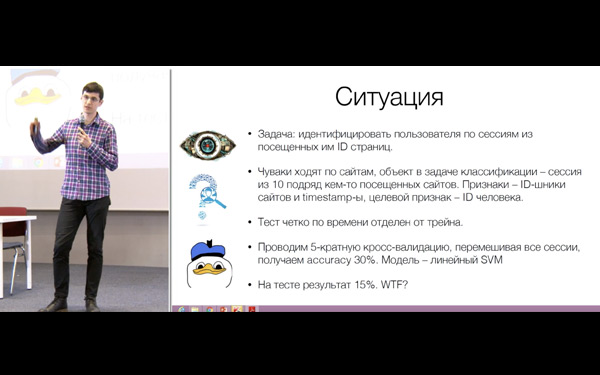 Ситуация
• Задача: идентифицировать пользователя по сессиям из
посещенных им ID страниц.
• Чуваки ходят по сайтам, объект в задаче классификации – сессия
из 10 подряд кем-то посещенных сайтов. Признаки – ID-шники
сайтов и timestamp-ы, целевой признак – ID человека.
• Тест четко по времени отделен от трейна.
• Проводим 5-кратную кросс-валидацию, перемешивая все сессии,
получаем accuracy 30%. Модель – линейный SVM
• На тесте результат 15%. WTF?